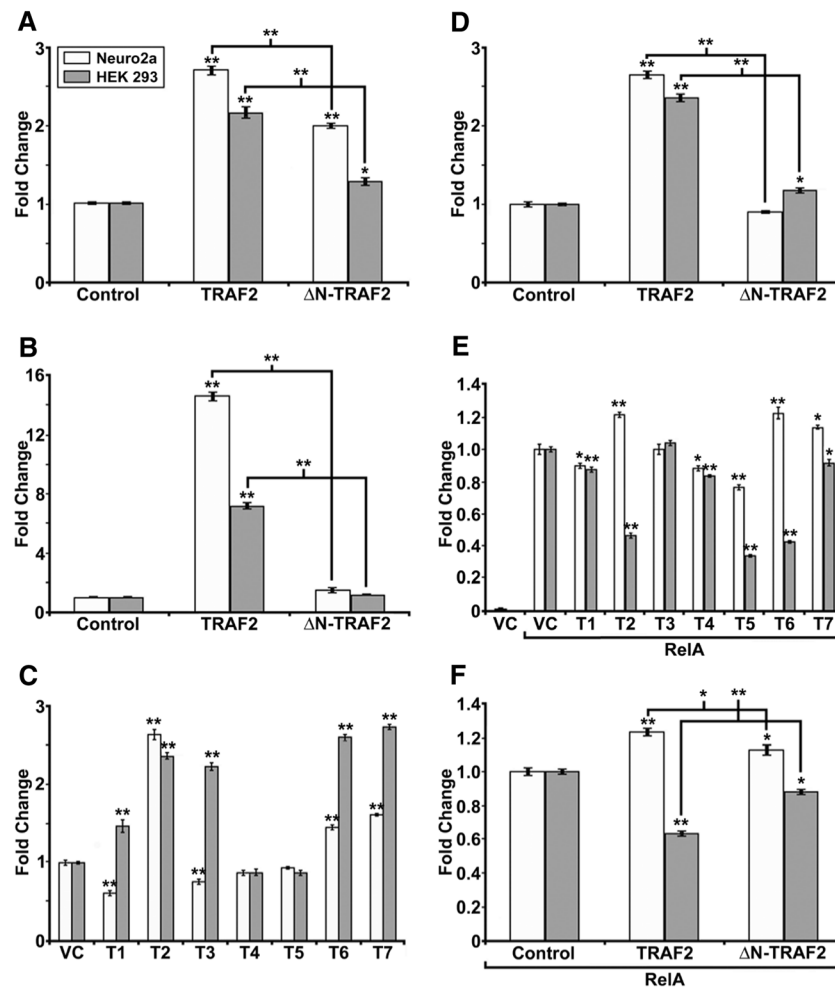 A
3
2
1
0
Fold Change
Neuro2a
HEK 293
**
**
**
**
**
*
Control
TRAF2
ΔN-TRAF2
B
16
12
8
4
0
Fold Change
**
**
**
**
Control
TRAF2
ΔN-TRAF2
C
3
2
1
0
Fold Change
**
**
**
**
**
**
**
**
**
**
VC T1 T2 T3 T4 T5 T6 T7
D
3
2
1
0
Fold Change
**
**
**
**
*
Control
TRAF2
ΔN-TRAF2
E
1.4
1.2
1.0
0.8
0.6
0.4
0.2
0
Fold Change
* **
**
**
* **
**
**
**
**
*
*
VC VC T1 T2 T3 T4 T5 T6 T7
RelA
F
1.4
1.2
1.0
0.8
0.6
0.4
0.2
0
Fold Change
*
**
**
**
*
*
Control
TRAF2
ΔN-TRAF2
RelA